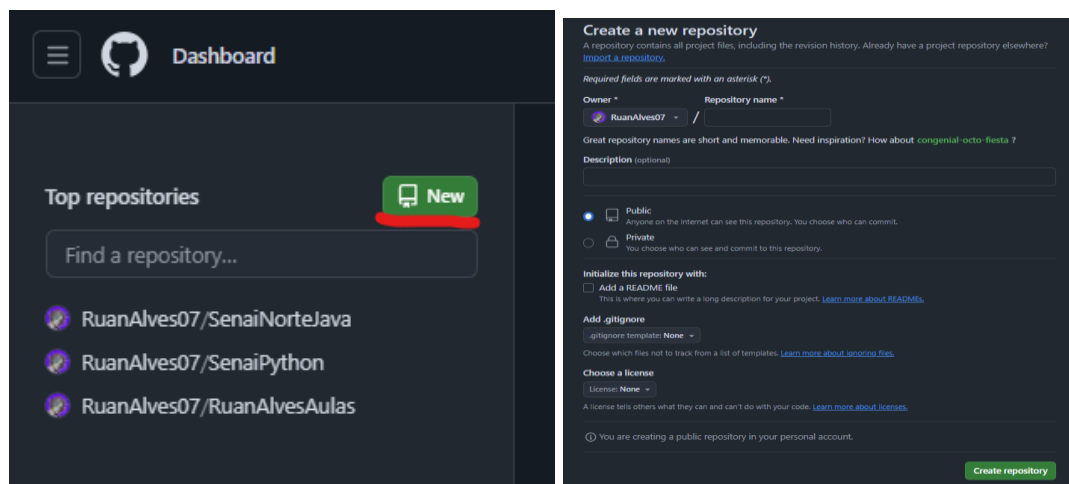 Dashboard
Top repositories
New
Find a repository...
RuanAlves07/SenaiNorteJava
RuanAlves07/SenaiPython
RuanAlves07/RuanAlvesAulas
Create a new repository
A repository contains all project files, including the revision history. Already have a project repository elsewhere?
Import a repository.
Required fields are marked with an asterisk (*).
Owner * Repository name *
RuanAlves07 /
Great repository names are short and memorable. Need inspiration? How about congenial-octo-fiesta ?
Description (optional)
Public
Anyone on the internet can see this repository. You choose who can commit.
Private
You choose who can see and commit to this repository.
Initialize this repository with:
Add a README file
This is where you can write a long description for your project. Learn more about READMEs.
Add .gitignore
.gitignore template: None
Choose which files not to track from a list of templates. Learn more about ignoring files.
Choose a license
License: None
A license tells others what they can and can't do with your code. Learn more about licenses.
You are creating a public repository in your personal account.
Create repository